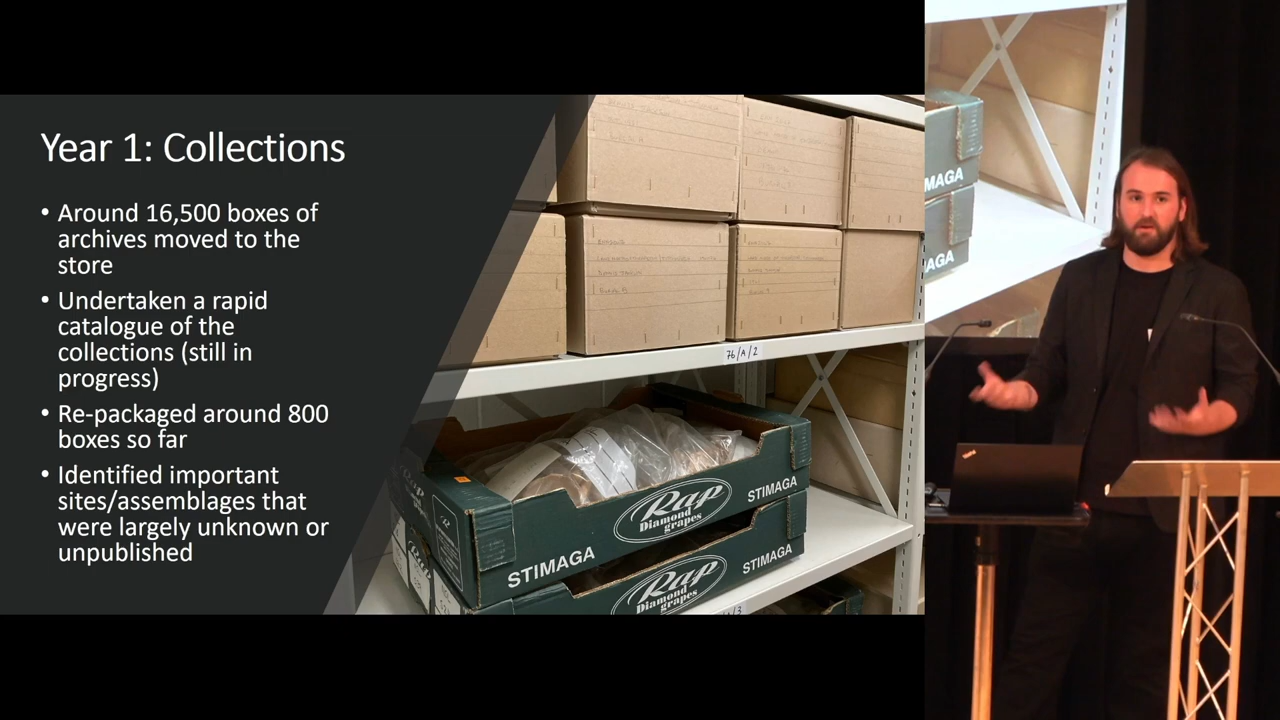 Year 1: Collections
• Around 16,500 boxes of
archives moved to the
store
• Undertaken a rapid
catalogue of the
collections (still in
progress)
• Re-packaged around 800
boxes so far
• Identified important
sites/assemblages that
were largely unknown or
unpublished
76/A/2
Rap
Diamond
grapes
STIMAGA
STIMAGA
Rap
Diamond
grapes
STIMAGA
MAGA
AGA